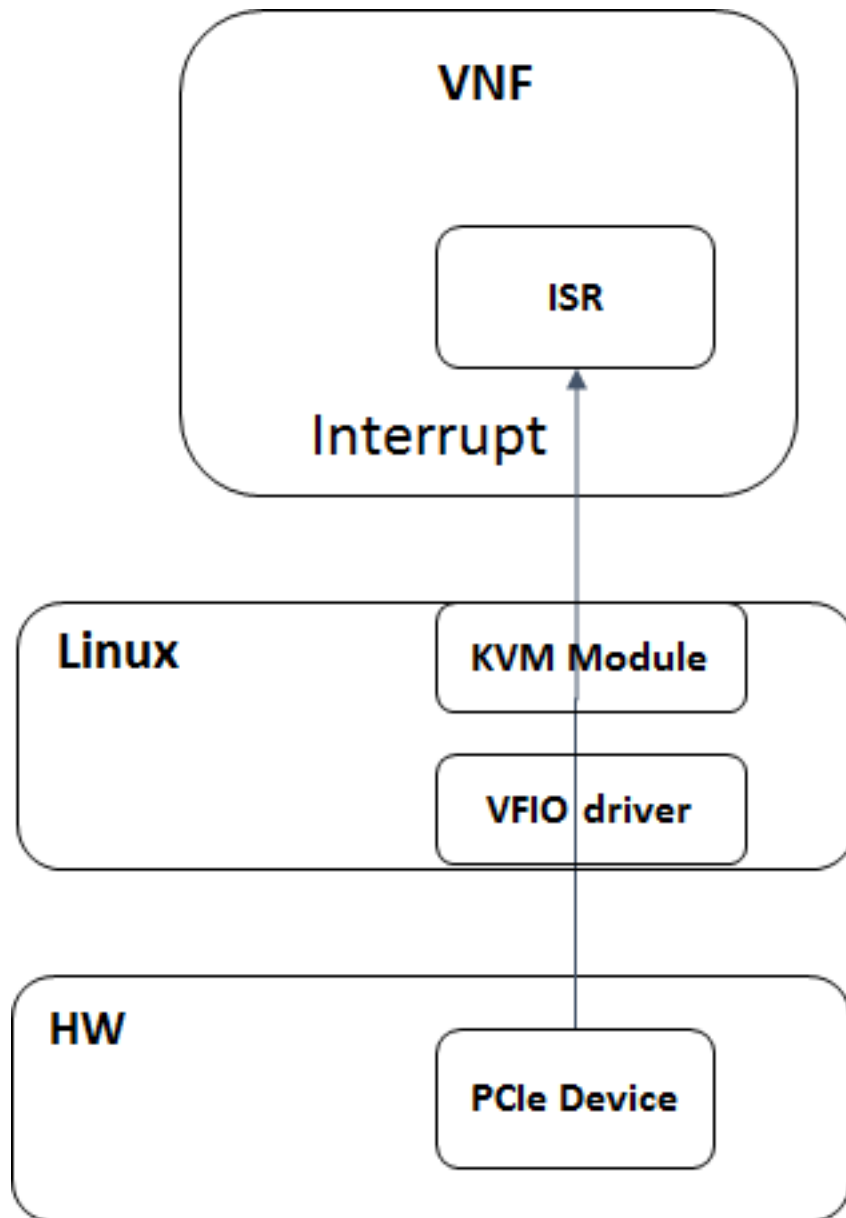 VNF
ISR
Interrupt
Linux
KVM Module
VFIO driver
HW
PCIe Device